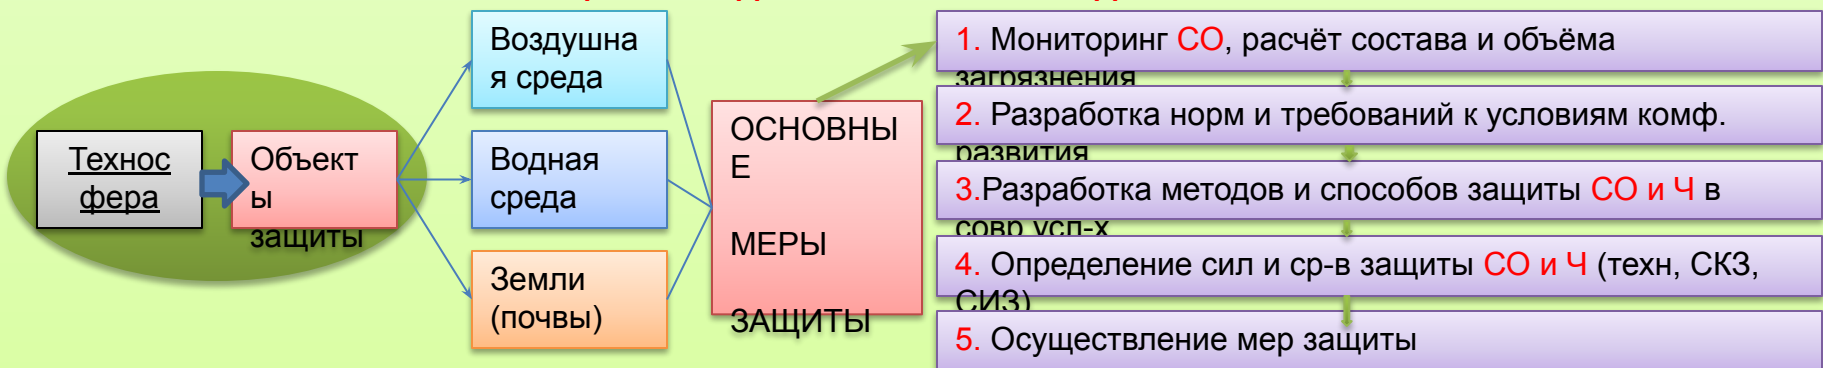 Технос
фера
Объект
ы
защиты
Воздушна
я среда
Водная
среда
Земли
(почвы)
ОСНОВНЫ
Е
МЕРЫ
ЗАЩИТЫ
1. Мониторинг СО, расчёт состава и объёма
загрязнения
2. Разработка норм и требований к условиям комф.
развития
3.Разработка методов и способов защиты СО и Ч в
совр усл-х
4. Определение сил и ср-в защиты СО и Ч (техн, СКЗ,
СИЗ)
5. Осуществление мер защиты